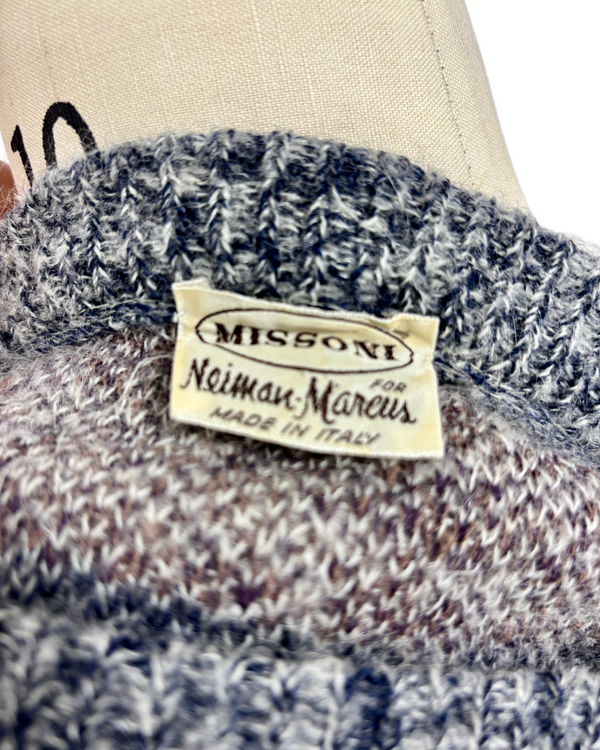 10
MISSONI
FOR
Neiman-Marcus
MADE IN ITALY